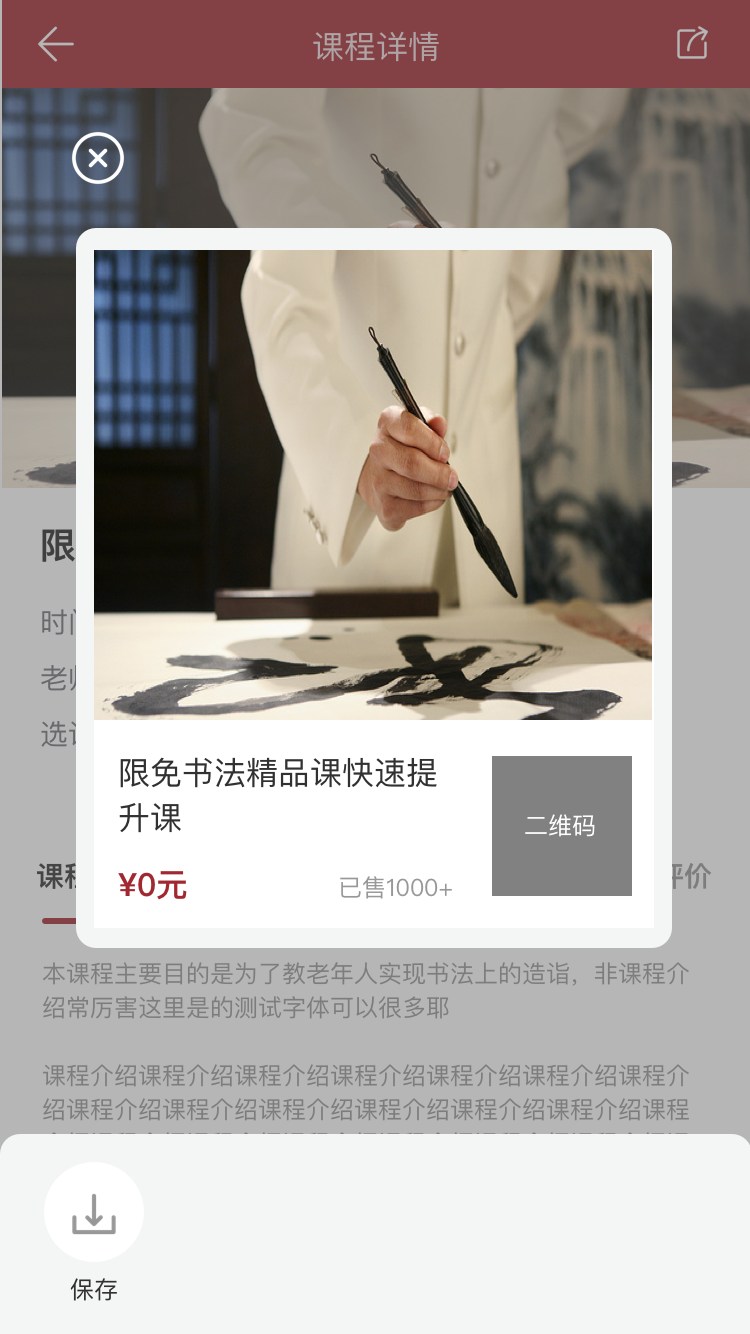 课程详情
限免书法精品课快速提
升课
¥0元
已售1000+
二维码
限
时
老
选
课
评价
本课程主要目的是为了教老年人实现书法上的造诣，非课程介
绍常厉害这里是的测试字体可以很多耶
课程介绍课程介绍课程介绍课程介绍课程介绍课程介绍课程介
绍课程介绍课程介绍课程介绍课程介绍课程介绍课程介绍课程
保存